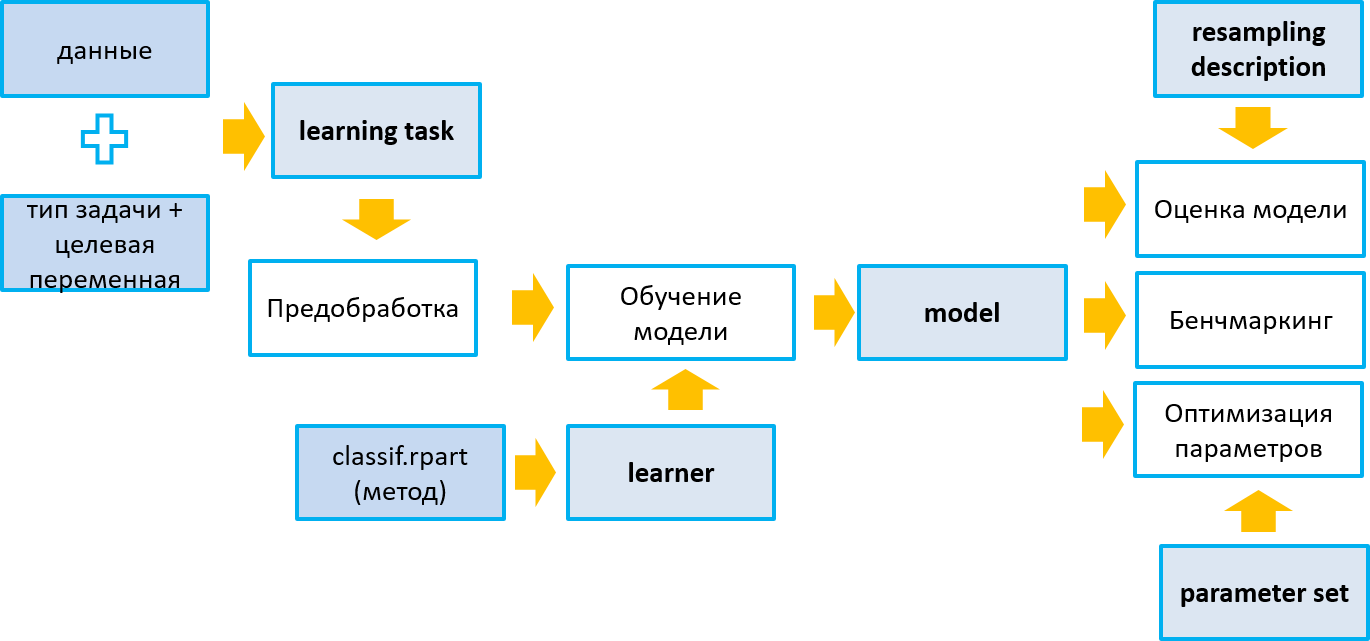 данные
тип задачи +
целевая
переменная
learning task
Предобработка
classif.rpart
(метод)
learner
Обучение
модели
model
resampling
description
Оценка модели
Бенчмаркинг
Оптимизация
параметров
parameter set